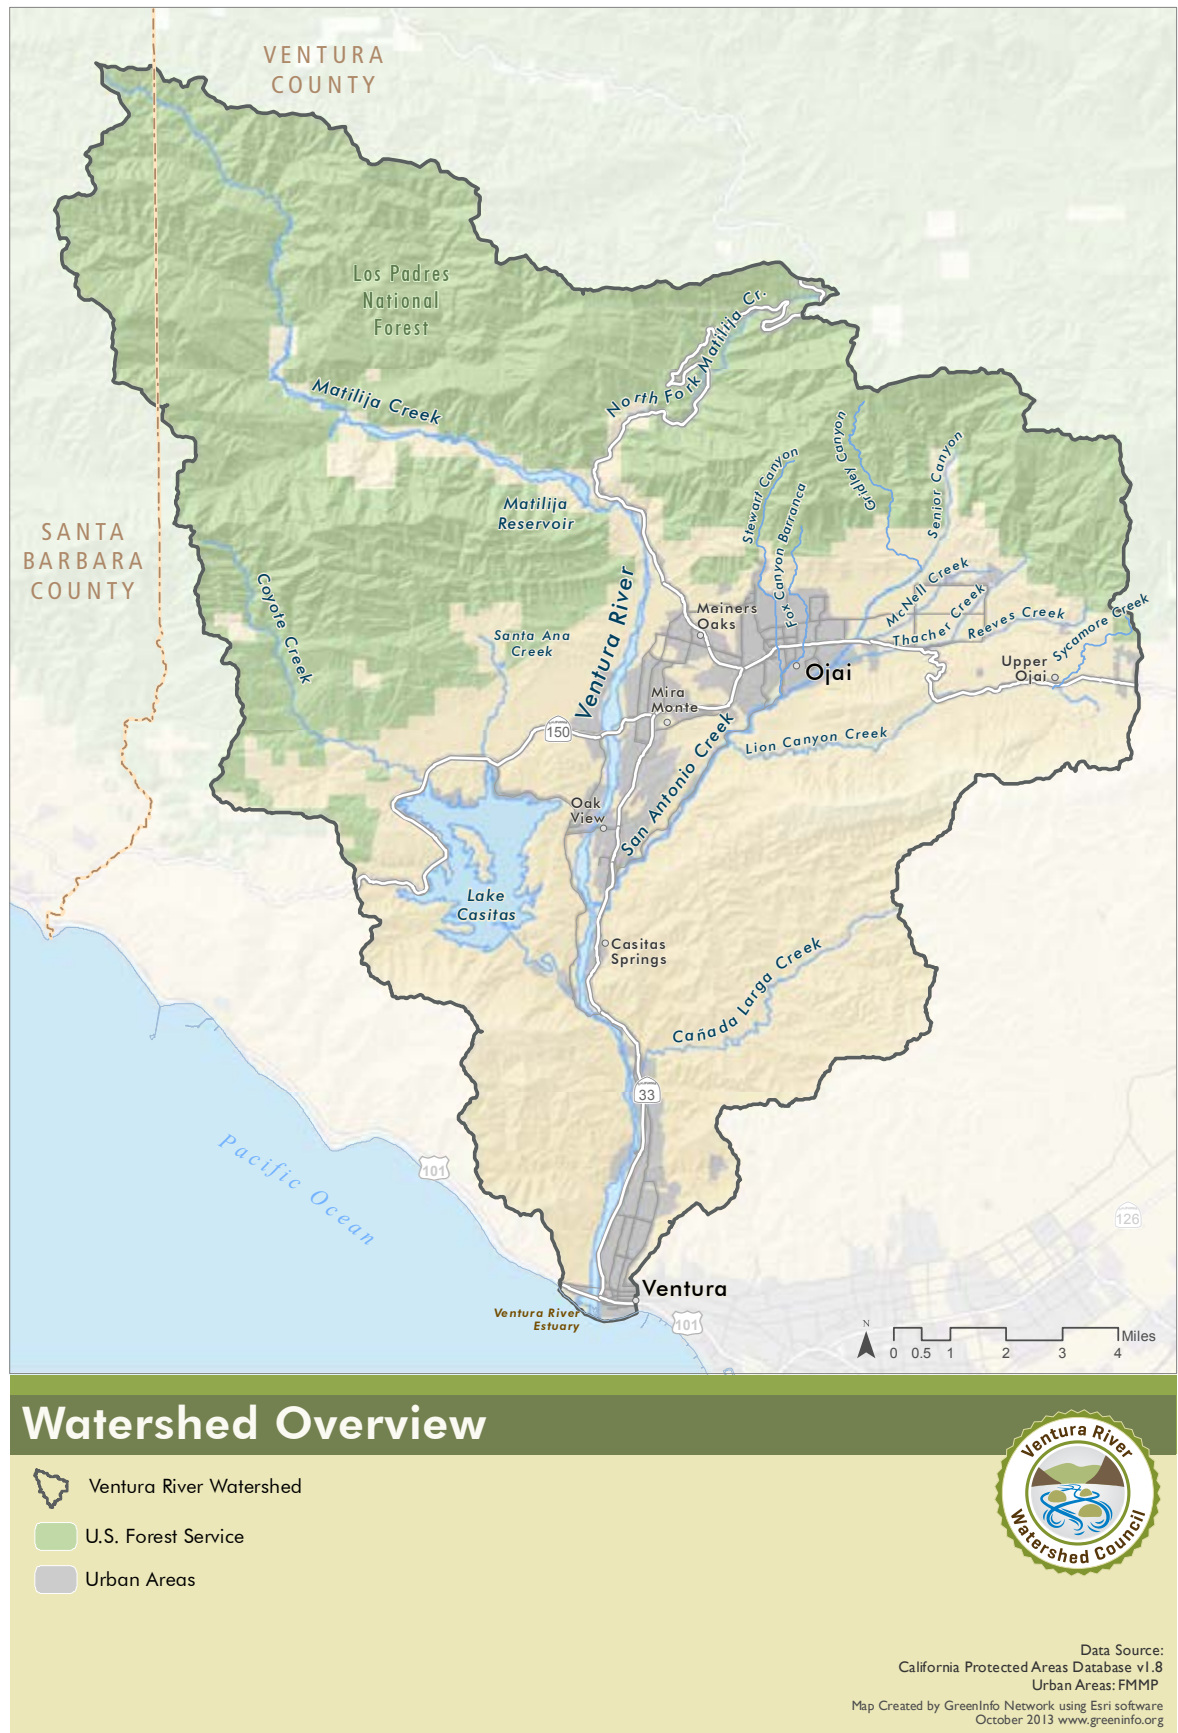 VENTURA
COUNTY
Los Padres
National
Forest
North Fork Matilija Cr.
Matilija Creek
Matilija
Reservoir
SANTA
BARBARA
COUNTY
Stewart Canyon
Fox Canyon Barranca
Gridley Canyon
Senior Canyon
Coyote Creek
Santa Ana
Creek
Ventura River
Meiners
Oaks
McNell Creek
Thacher Creek
Reeves Creek
Sycamore Creek
Upper
Ojai
Ojai
Mira
Monte
150
Lion Canyon Creek
San Antonio Creek
Oak
View
Lake
Casitas
Casitas
Springs
Cañada Larga Creek
33
Pacific Ocean
101
126
Ventura
Ventura River
Estuary
101
N
0 0.5 1 2 3 4 Miles
Watershed Overview
Ventura River Watershed
U.S. Forest Service
Urban Areas
Ventura River
Watershed Council
Data Source:
California Protected Areas Database v1.8
Urban Areas: FMMP
Map Created by GreenInfo Network using Esri software
October 2013 www.greeninfo.org